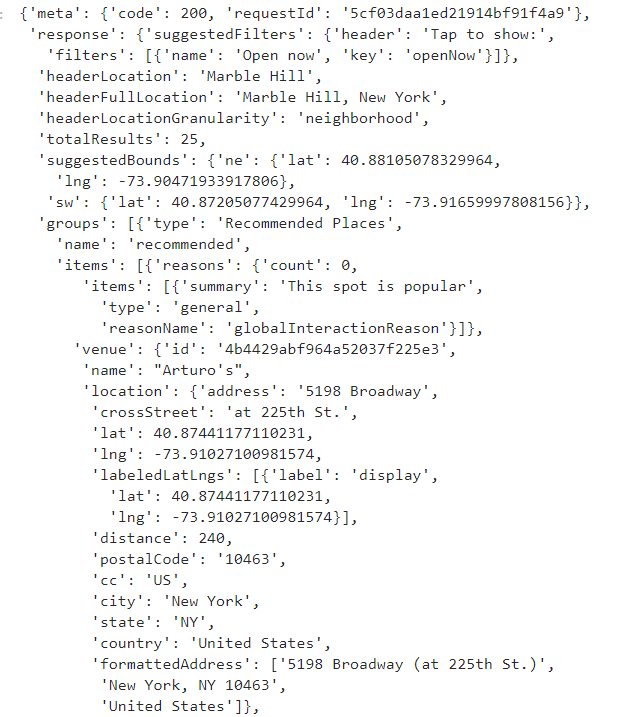 {'meta': {'code': 200, 'requestId': '5cf03daa1ed21914bf91f4a9'},
'response': {'suggestedFilters': {'header': 'Tap to show:',
'filters': [{'name': 'Open now', 'key': 'openNow'}]},
'headerLocation': 'Marble Hill',
'headerFullLocation': 'Marble Hill, New York',
'headerLocationGranularity': 'neighborhood',
'totalResults': 25,
'suggestedBounds': {'ne': {'lat': 40.88105078329964,
'lng': -73.90471933917806},
'sw': {'lat': 40.87205077429964, 'lng': -73.91659997808156}},
'groups': [{'type': 'Recommended Places',
'name': 'recommended',
'items': [{'reasons': {'count': 0,
'items': [{'summary': 'This spot is popular',
'type': 'general',
'reasonName': 'globalInteractionReason'}]},
'venue': {'id': '4b4429abf964a52037f225e3',
'name': "Arturo's",
'location': {'address': '5198 Broadway',
'crossStreet': 'at 225th St.',
'lat': 40.87441177110231,
'lng': -73.91027100981574,
'labeledLatLngs': [{'label': 'display',
'lat': 40.87441177110231,
'lng': -73.91027100981574}],
'distance': 240,
'postalCode': '10463',
'cc': 'US',
'city': 'New York',
'state': 'NY',
'country': 'United States',
'formattedAddress': ['5198 Broadway (at 225th St.)',
'New York, NY 10463',
'United States']},